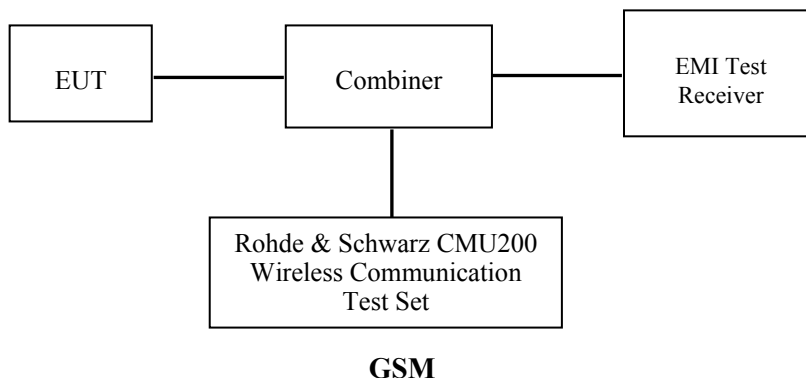 EUT
Combiner
EMI Test
Receiver
Rohde & Schwarz CMU200
Wireless Communication
Test Set
GSM